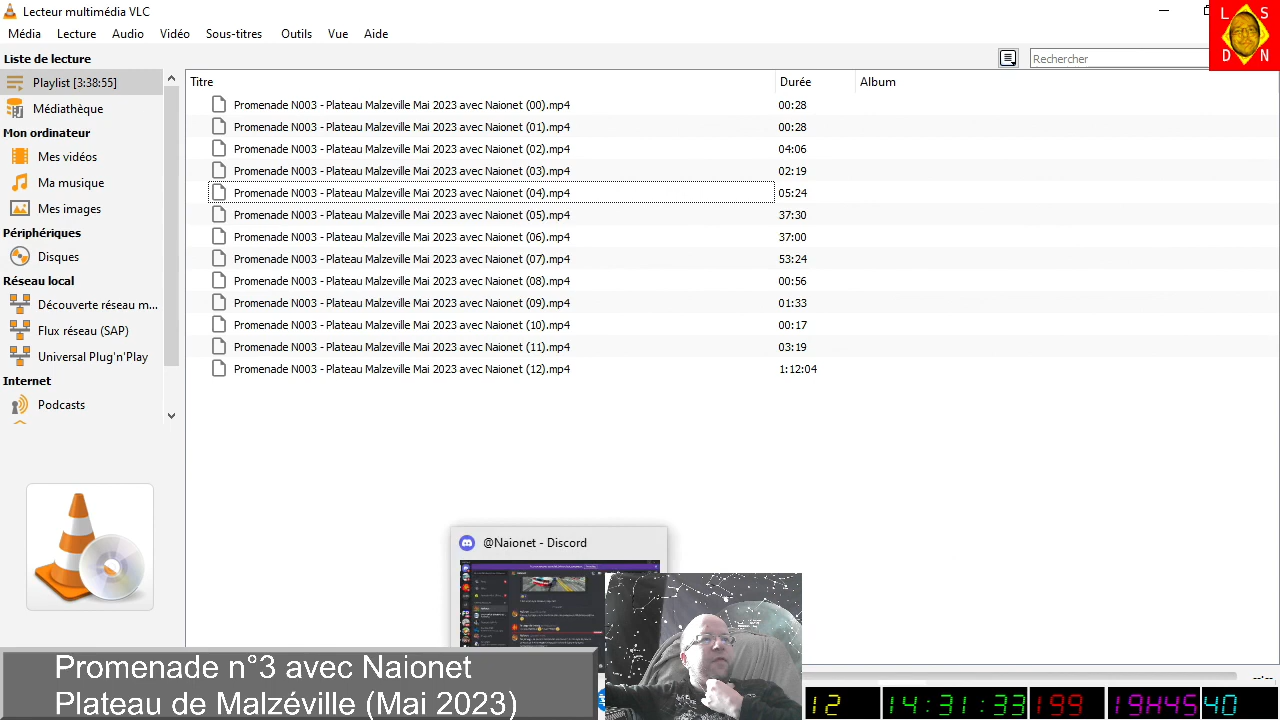 Lecteur multimédia VLC
Média Lecture Audio Vidéo Sous-titres Outils Vue Aide
L S
D N
Liste de lecture
Rechercher
Playlist [3:38:55]
Médiathèque
Mon ordinateur
Mes vidéos
Ma musique
Mes images
Périphériques
Disques
Réseau local
Découverte réseau m...
Flux réseau (SAP)
Universal Plug'n'Play
Internet
Podcasts
Titre Durée Album
Promenade N003 - Plateau Malzeville Mai 2023 avec Naionet (00).mp4 00:28
Promenade N003 - Plateau Malzeville Mai 2023 avec Naionet (01).mp4 00:28
Promenade N003 - Plateau Malzeville Mai 2023 avec Naionet (02).mp4 04:06
Promenade N003 - Plateau Malzeville Mai 2023 avec Naionet (03).mp4 02:19
Promenade N003 - Plateau Malzeville Mai 2023 avec Naionet (04).mp4 05:24
Promenade N003 - Plateau Malzeville Mai 2023 avec Naionet (05).mp4 37:30
Promenade N003 - Plateau Malzeville Mai 2023 avec Naionet (06).mp4 37:00
Promenade N003 - Plateau Malzeville Mai 2023 avec Naionet (07).mp4 53:24
Promenade N003 - Plateau Malzeville Mai 2023 avec Naionet (08).mp4 00:56
Promenade N003 - Plateau Malzeville Mai 2023 avec Naionet (09).mp4 01:33
Promenade N003 - Plateau Malzeville Mai 2023 avec Naionet (10).mp4 00:17
Promenade N003 - Plateau Malzeville Mai 2023 avec Naionet (11).mp4 03:19
Promenade N003 - Plateau Malzeville Mai 2023 avec Naionet (12).mp4 1:12:04
@Naionet - Discord
Promenade n°3 avec Naionet
Plateau de Malzéville (Mai 2023)
12 14:31:33 199 19H45 40